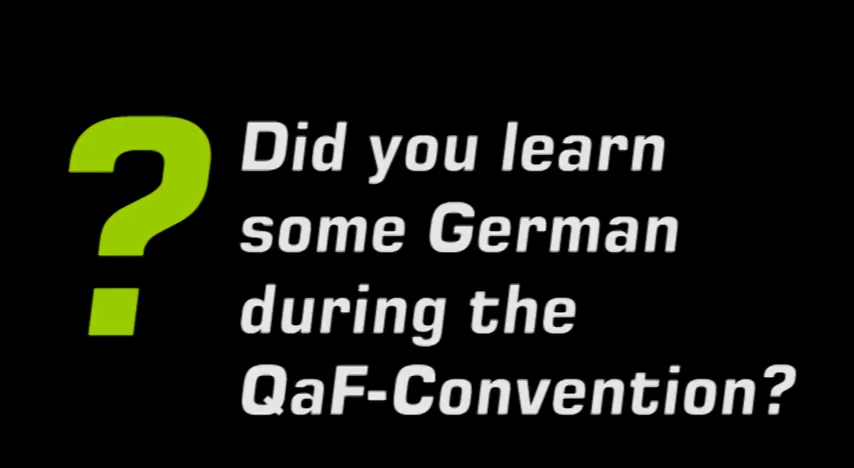 ?
Did you learn
some German
during the
QaF-Convention?